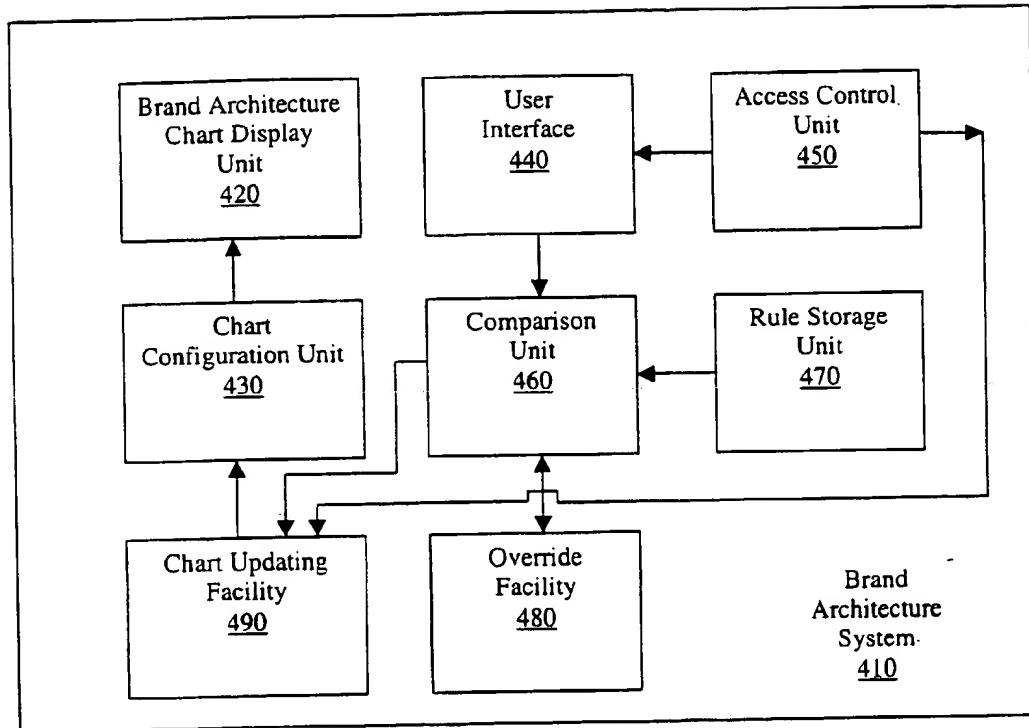 Brand Architecture
Chart Display
Unit
420
User
Interface
440
Access Control
Unit
450
Chart
Configuration Unit
430
Comparison
Unit
460
Rule Storage
Unit
470
Chart Updating
Facility
490
Override
Facility
480
Brand
Architecture
System
410